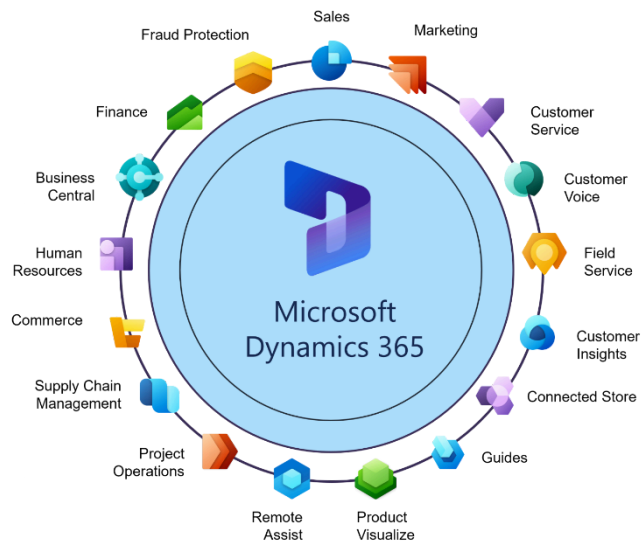 Sales
Marketing
Customer
Service
Customer
Voice
Field
Service
Customer
Insights
Connected Store
Guides
Product
Visualize
Remote
Assist
Project
Operations
Supply Chain
Management
Commerce
Human
Resources
Business
Central
Finance
Fraud Protection
Microsoft
Dynamics 365